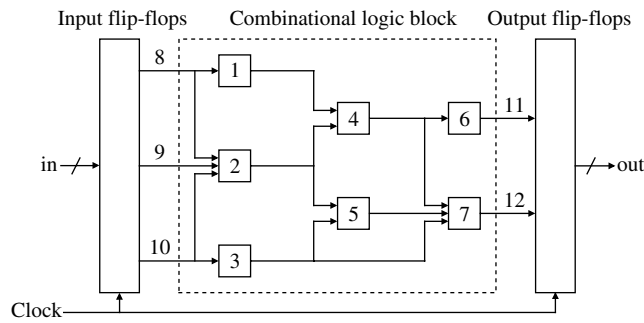 Input flip-flops
Combinational logic block
Output flip-flops
8
1
11
4
6
9
in
2
out
12
5
7
10
3
Clock